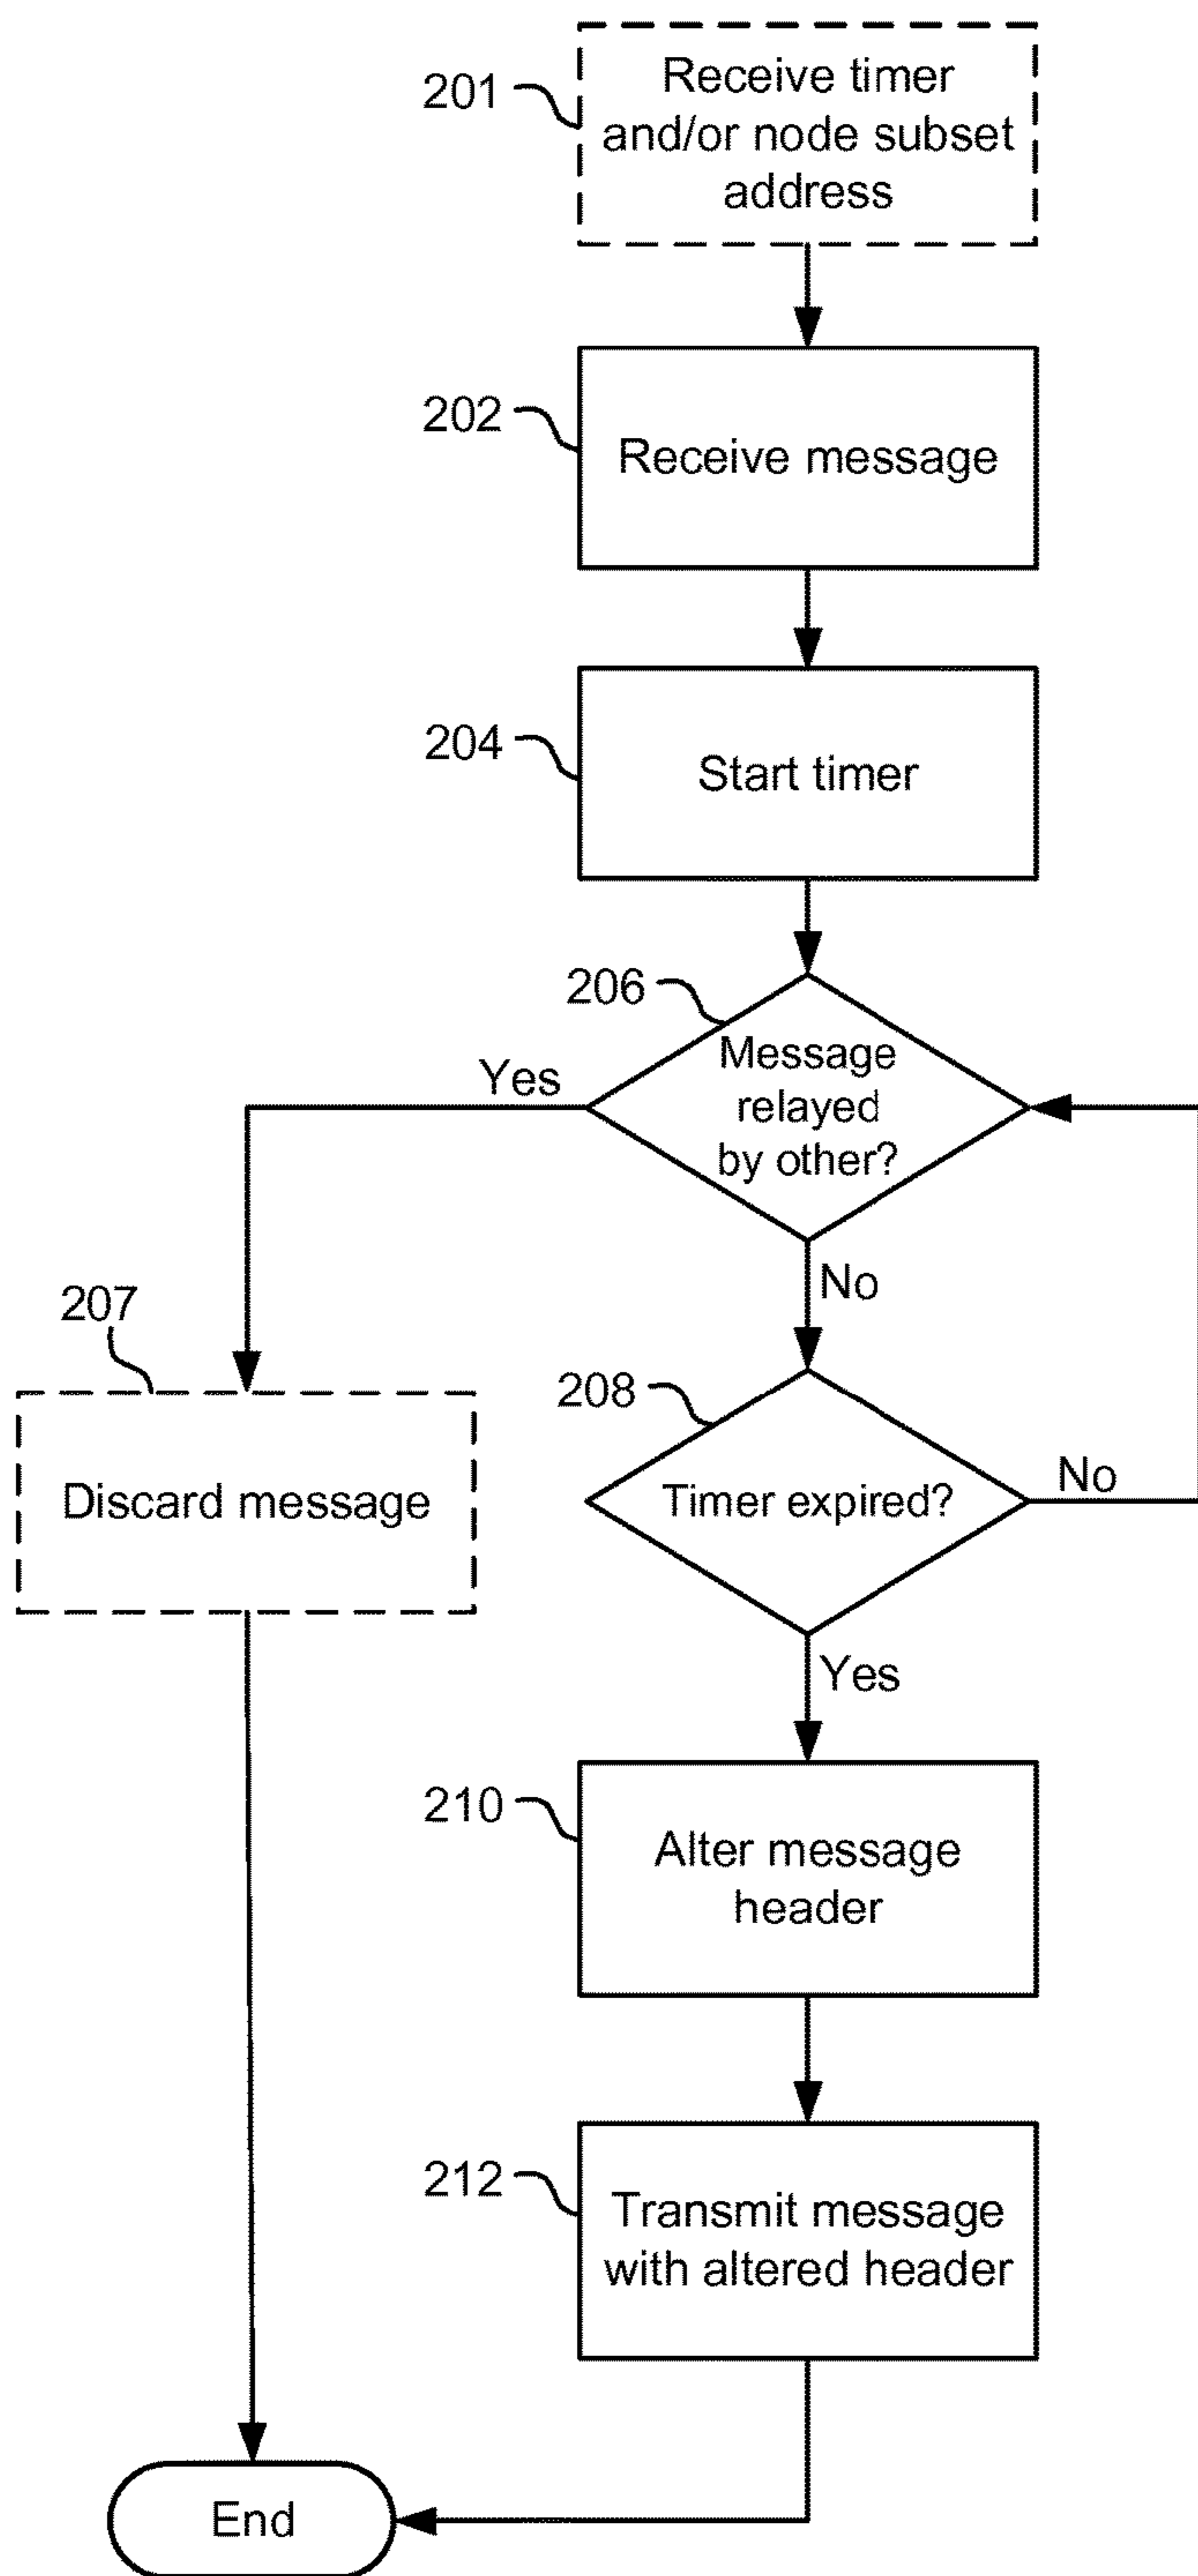 201
Receive timer
and/or node subset
address
202
Receive message
204
Start timer
206
Message
relayed
by other?
Yes
No
207
Discard message
208
Timer expired?
No
Yes
210
Alter message
header
212
Transmit message
with altered header
End